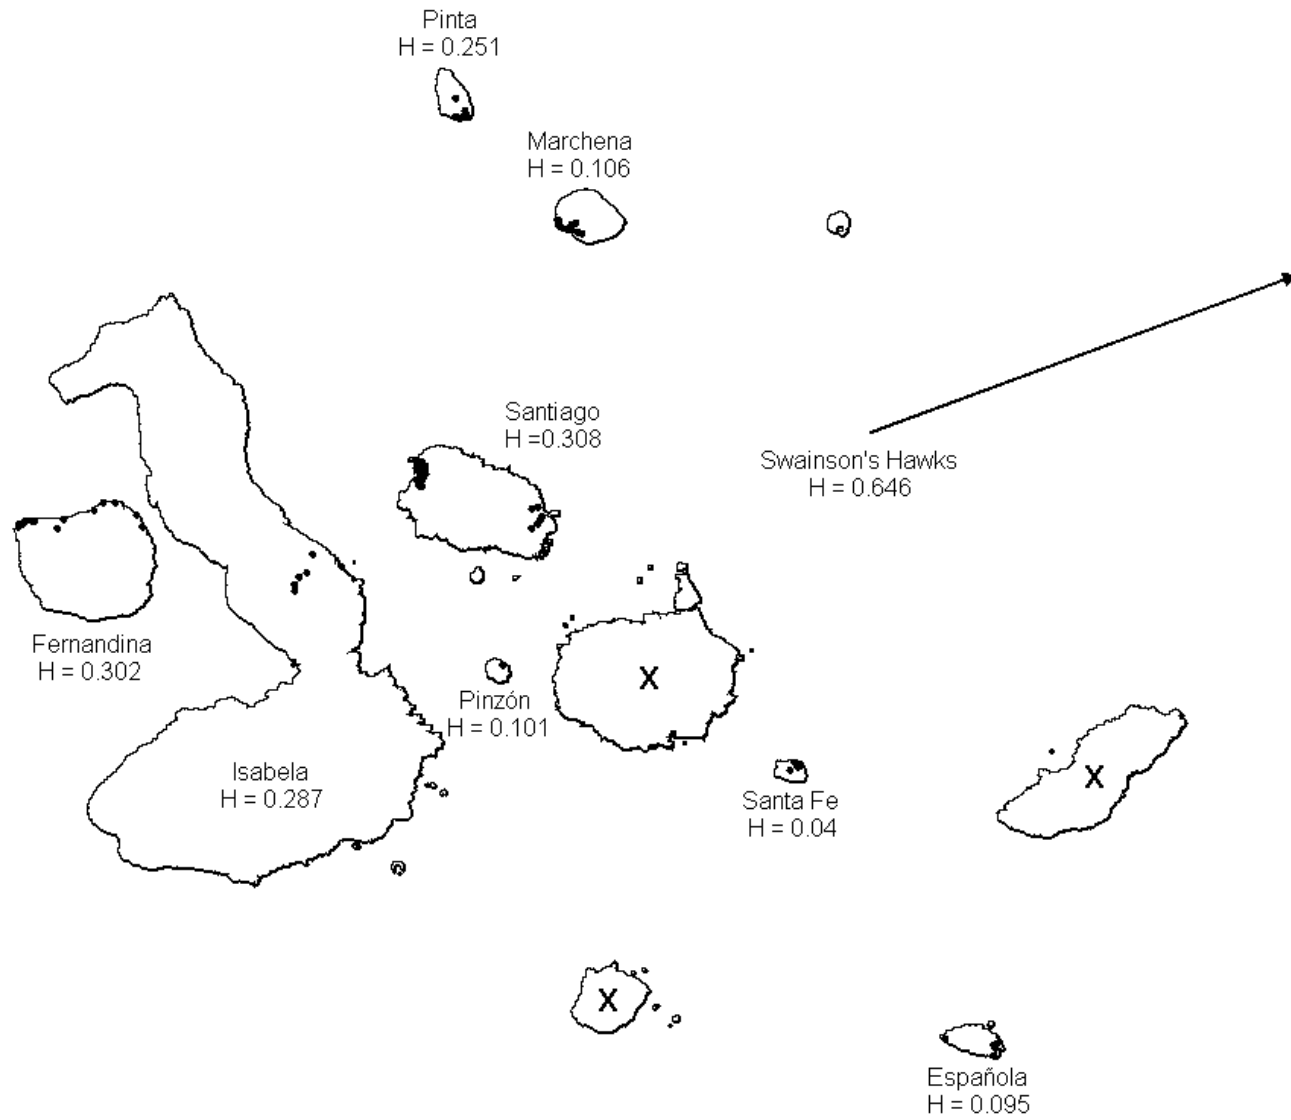 Pinta
H = 0.251
Marchena
H = 0.106
Santiago
H =0.308
Swainson's Hawks
H = 0.646
Fernandina
H = 0.302
Pinzón
H = 0.101
X
Isabela
H = 0.287
Santa Fe
H = 0.04
X
X
Española
H = 0.095